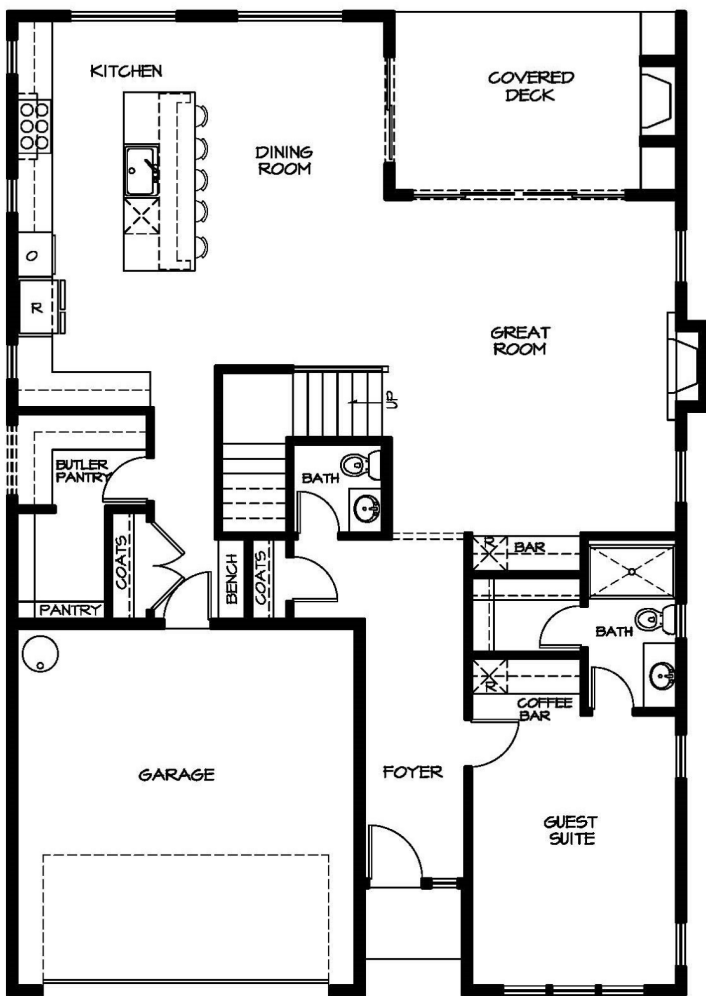 KITCHEN
COVERED
DECK
DINING
ROOM
O
R
GREAT
ROOM
UP
BUTLER
PANTRY
BATH
COATS
BENCH
COATS
R
BAR
PANTRY
BATH
R
COFFEE
BAR
GARAGE
FOYER
GUEST
SUITE